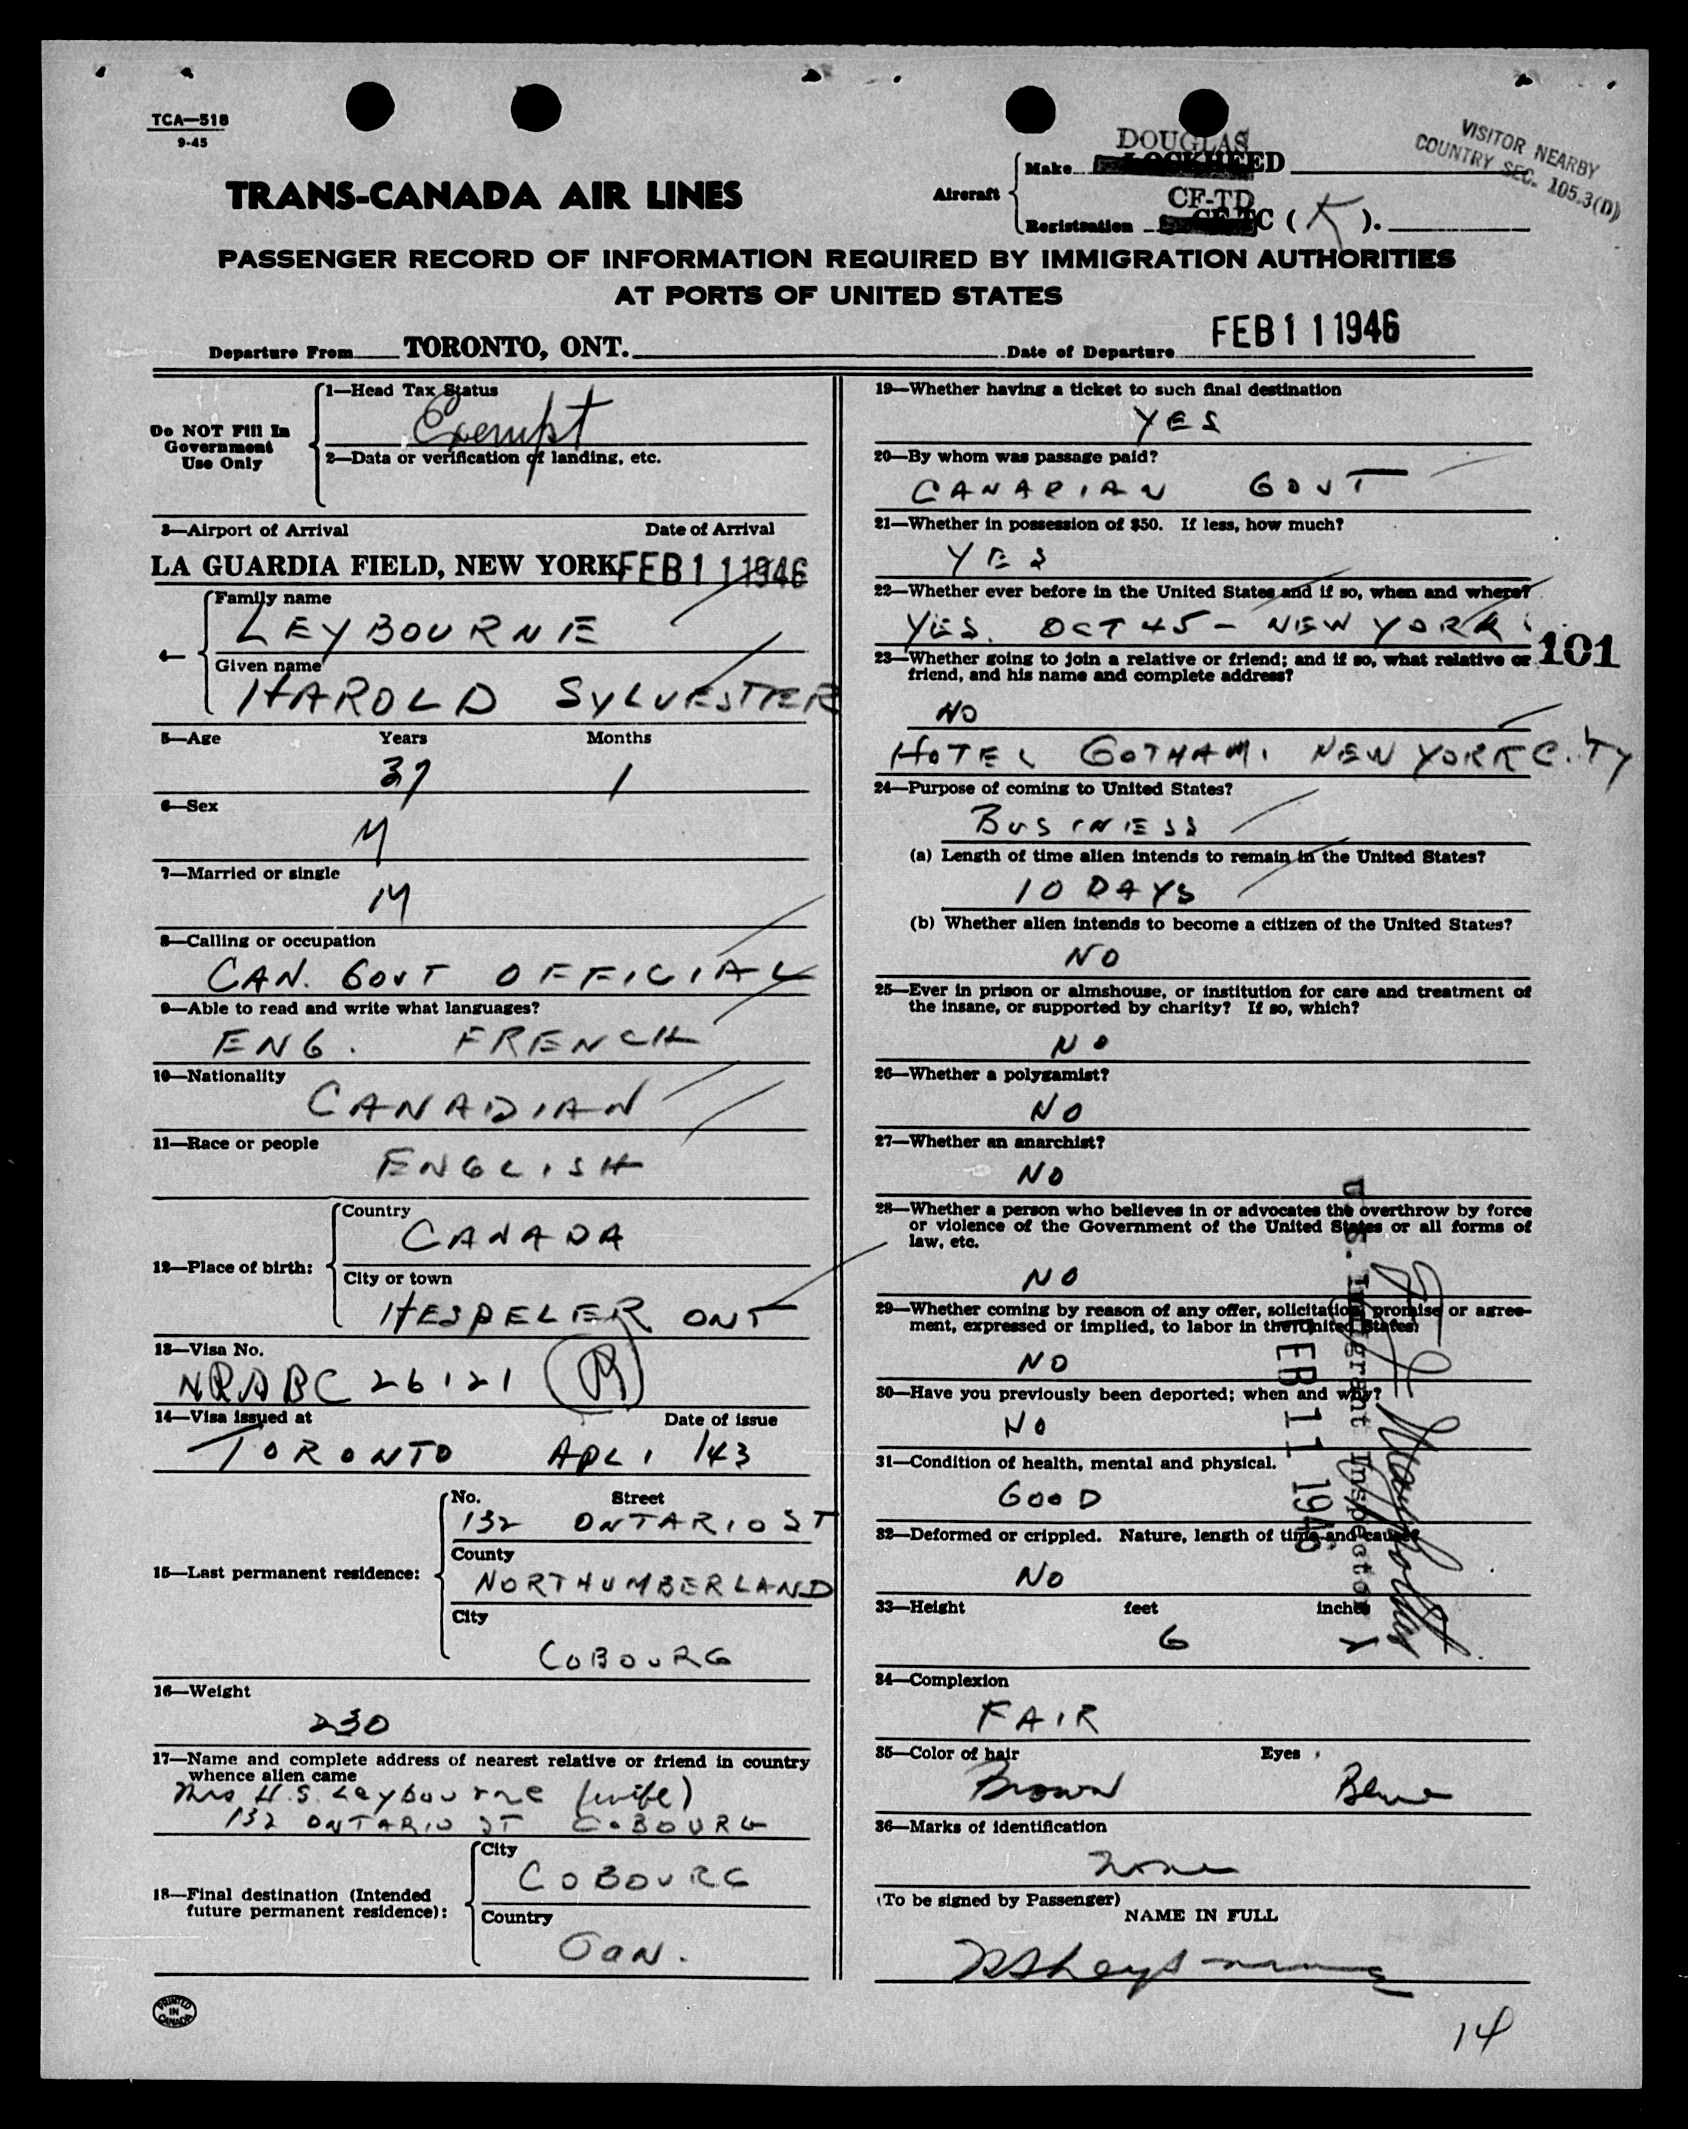 TCA—518
9-45
VISITOR NEARBY
COUNTRY SEC. 105.3(D)
TRANS-CANADA AIR LINES
Aircraft
DOUGLAS
Make LOCKHEED
CF-TD
Registration CF-TC ( K ).
PASSENGER RECORD OF INFORMATION REQUIRED BY IMMIGRATION AUTHORITIES
AT PORTS OF UNITED STATES
Departure From TORONTO, ONT. Date of Departure FEB 11 1946
Do NOT Fill In
Government
Use Only
1—Head Tax Status
Exempt
2—Data or verification of landing, etc.
3—Airport of Arrival Date of Arrival
LA GUARDIA FIELD, NEW YORK, FEB 11 1946
4—
Family name
LEYBOURNE
Given name
HAROLD SYLVESTER
5—Age Years Months
37 1
6—Sex
M
7—Married or single
M
8—Calling or occupation
CAN. GOVT OFFICIAL
9—Able to read and write what languages?
ENG. FRENCH
10—Nationality
CANADIAN
11—Race or people
ENGLISH
12—Place of birth:
Country
CANADA
City or town
HESPELER ONT
13—Visa No.
NRABC 26121 (R)
14—Visa issued at Date of issue
TORONTO APL 1 /43
15—Last permanent residence:
No. Street
132 ONTARIO ST
County
NORTHUMBERLAND
City
COBOURG
16—Weight
230
17—Name and complete address of nearest relative or friend in country
whence alien came
Mrs H.S. Leybourne (wife)
132 ONTARIO ST COBOURG
18—Final destination (Intended
future permanent residence):
City
COBOURG
Country
CAN.
PRINTED
IN
CANADA
19—Whether having a ticket to such final destination
YES
20—By whom was passage paid?
CANADIAN GOVT
21—Whether in possession of $50. If less, how much?
YES
22—Whether ever before in the United States and if so, when and where?
YES. OCT 45 - NEW YORK
101
23—Whether going to join a relative or friend; and if so, what relative or
friend, and his name and complete address?
NO
HOTEL GOTHAM, NEW YORK CITY
24—Purpose of coming to United States?
BUSINESS
(a) Length of time alien intends to remain in the United States?
10 DAYS
(b) Whether alien intends to become a citizen of the United States?
NO
25—Ever in prison or almshouse, or institution for care and treatment of
the insane, or supported by charity? If so, which?
NO
26—Whether a polygamist?
NO
27—Whether an anarchist?
NO
28—Whether a person who believes in or advocates the overthrow by force
or violence of the Government of the United States or all forms of
law, etc.
NO
29—Whether coming by reason of any offer, solicitation, promise or agree-
ment, expressed or implied, to labor in the United States?
NO
30—Have you previously been deported; when and why?
NO
31—Condition of health, mental and physical.
GOOD
32—Deformed or crippled. Nature, length of time and cause?
NO
33—Height feet inches
6
34—Complexion
FAIR
35—Color of hair Eyes
Brown Blue
36—Marks of identification
none
(To be signed by Passenger)
NAME IN FULL
HSLeybourne
U.S. Immigrant Inspector
FEB 11 1946
14